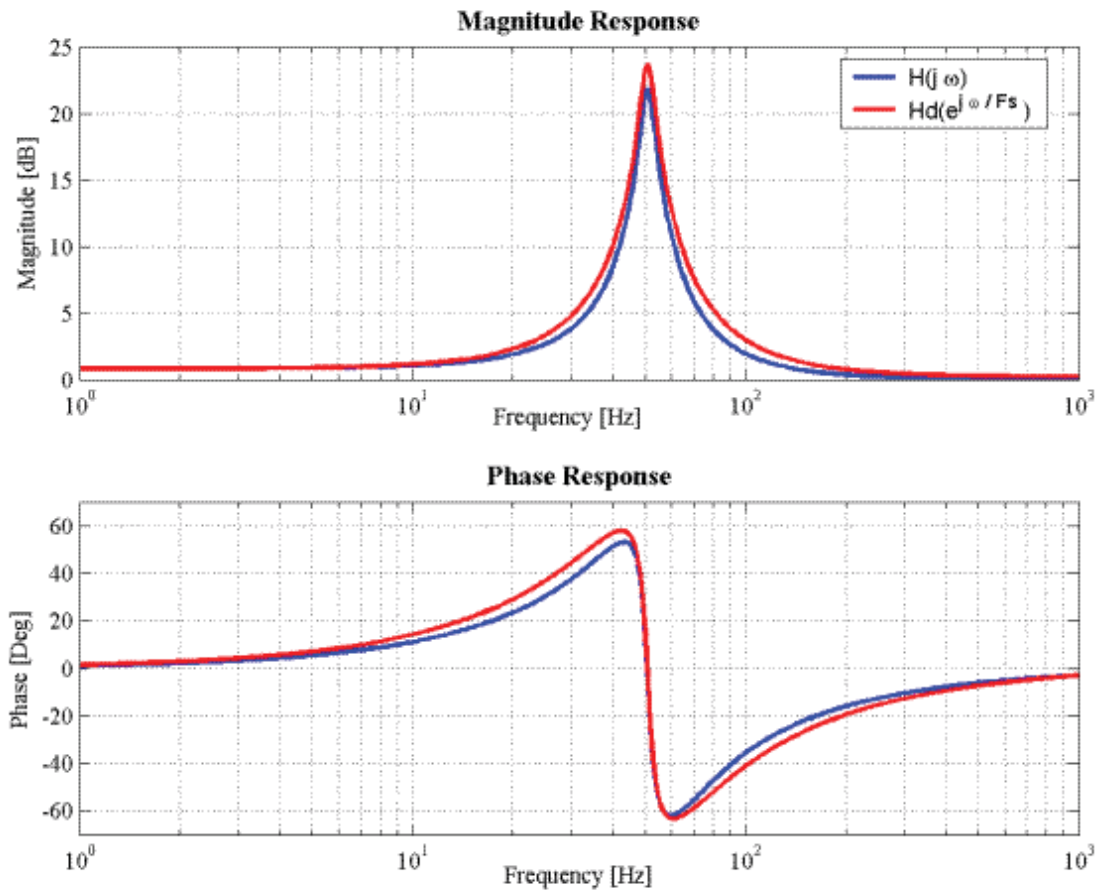 Magnitude Response
25
20
15
10
5
0
Magnitude [dB]
H(j ω)
Hd(e^{j ω / Fs} )
10^0
10^1
10^2
10^3
Frequency [Hz]
Phase Response
60
40
20
0
-20
-40
-60
Phase [Deg]
10^0
10^1
10^2
10^3
Frequency [Hz]